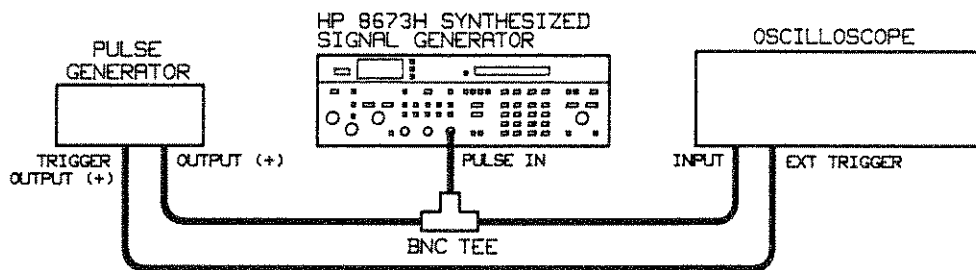 HP 8673H SYNTHESIZED
SIGNAL GENERATOR
PULSE
GENERATOR
OSCILLOSCOPE
TRIGGER
OUTPUT (+)
OUTPUT (+)
PULSE IN
INPUT
EXT TRIGGER
BNC TEE